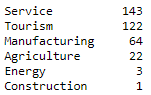 Service 143
Tourism 122
Manufacturing 64
Agriculture 22
Energy 3
Construction 1